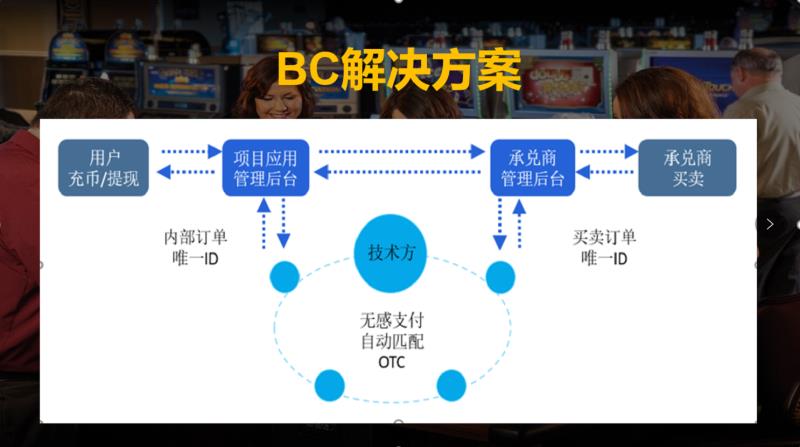 BC解决方案
用户
充币/提现
项目应用
管理后台
承兑商
管理后台
承兑商
买卖
内部订单
唯一ID
技术方
买卖订单
唯一ID
无感支付
自动匹配
OTC